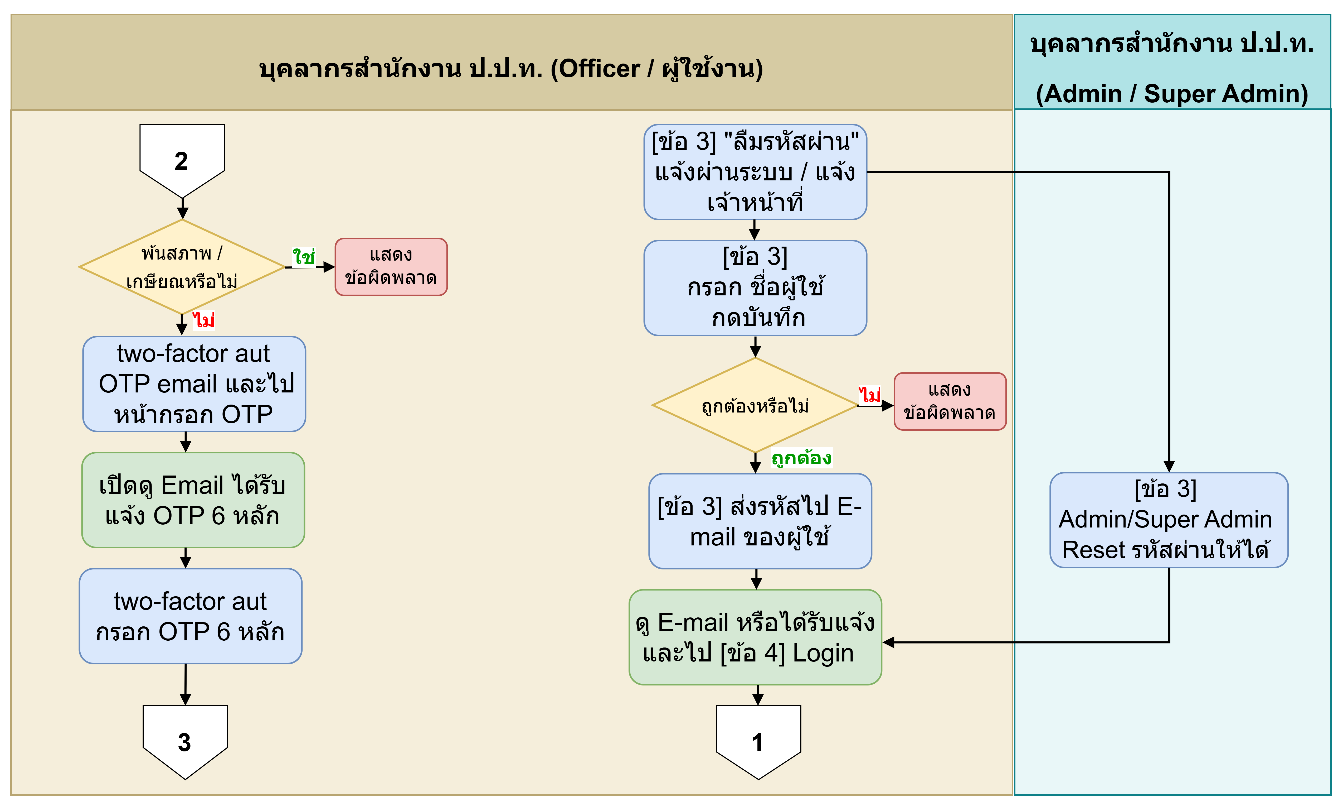 บุคลากรสำนักงาน ป.ป.ท. (Officer / ผู้ใช้งาน)
บุคลากรสำนักงาน ป.ป.ท.
(Admin / Super Admin)
2
พ้นสภาพ /
เกษียณหรือไม่
ใช่
แสดง
ข้อผิดพลาด
ไม่
two-factor aut
OTP email และไป
หน้ากรอก OTP
เปิดดู Email ได้รับ
แจ้ง OTP 6 หลัก
two-factor aut
กรอก OTP 6 หลัก
3
[ข้อ 3] "ลืมรหัสผ่าน"
แจ้งผ่านระบบ / แจ้ง
เจ้าหน้าที่
[ข้อ 3]
กรอก ชื่อผู้ใช้
กดบันทึก
ถูกต้องหรือไม่
ไม่
แสดง
ข้อผิดพลาด
ถูกต้อง
[ข้อ 3] ส่งรหัสไป E-
mail ของผู้ใช้
ดู E-mail หรือได้รับแจ้ง
และไป [ข้อ 4] Login
1
[ข้อ 3]
Admin/Super Admin
Reset รหัสผ่านให้ได้